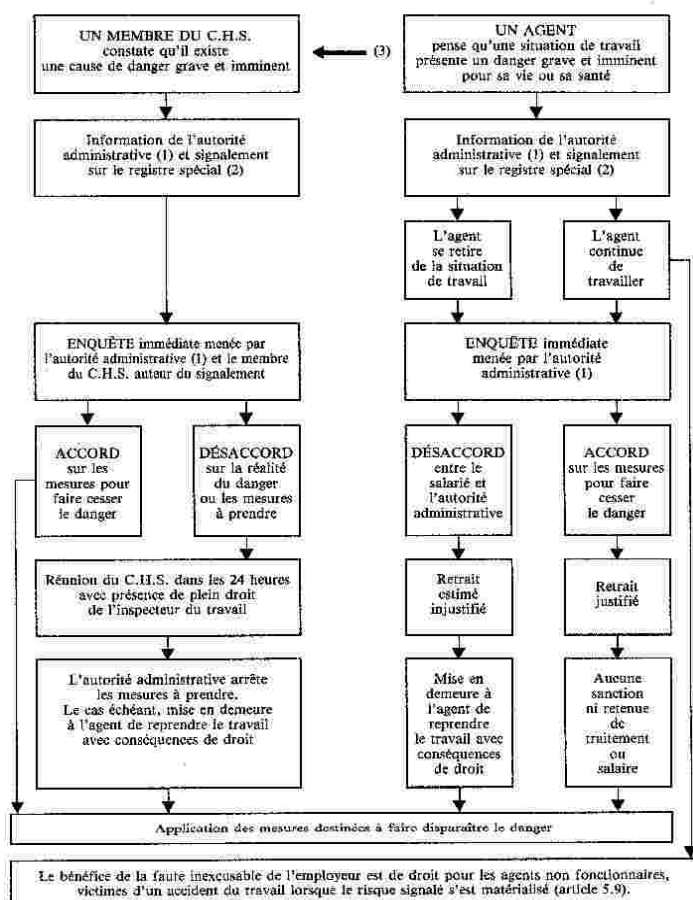 UN MEMBRE DU C.H.S.
constate qu'il existe
une cause de danger grave et imminent
(3)
UN AGENT
pense qu'une situation de travail
présente un danger grave et imminent
pour sa vie ou sa santé
Information de l'autorité
administrative (1) et signalement
sur le registre spécial (2)
Information de l'autorité
administrative (1) et signalement
sur le registre spécial (2)
L'agent
se retire
de la situation
de travail
L'agent
continue
de
travailler
ENQUÊTE immédiate menée par
l'autorité administrative (1) et le membre
du C.H.S. auteur du signalement
ENQUÊTE immédiate
menée par l'autorité
administrative (1)
ACCORD
sur les
mesures pour
faire cesser
le danger
DÉSACCORD
sur la réalité
du danger
ou les mesures
à prendre
DÉSACCORD
entre le
salarié et
l'autorité
administrative
ACCORD
sur les mesures
pour faire
cesser
le danger
Réunion du C.H.S. dans les 24 heures
avec présence de plein droit
de l'inspecteur du travail
Retrait
estimé
injustifié
Retrait
justifié
L'autorité administrative arrête
les mesures à prendre.
Le cas échéant, mise en demeure
à l'agent de reprendre le travail
avec conséquences de droit
Mise en
demeure à
l'agent de
reprendre
le travail avec
conséquences
de droit
Aucune
sanction
ni retenue
de
traitement
ou
salaire
Application des mesures destinées à faire disparaître le danger
Le bénéfice de la faute inexcusable de l'employeur est de droit pour les agents non fonctionnaires,
victimes d'un accident du travail lorsque le risque signalé s'est matérialisé (article 5.9).